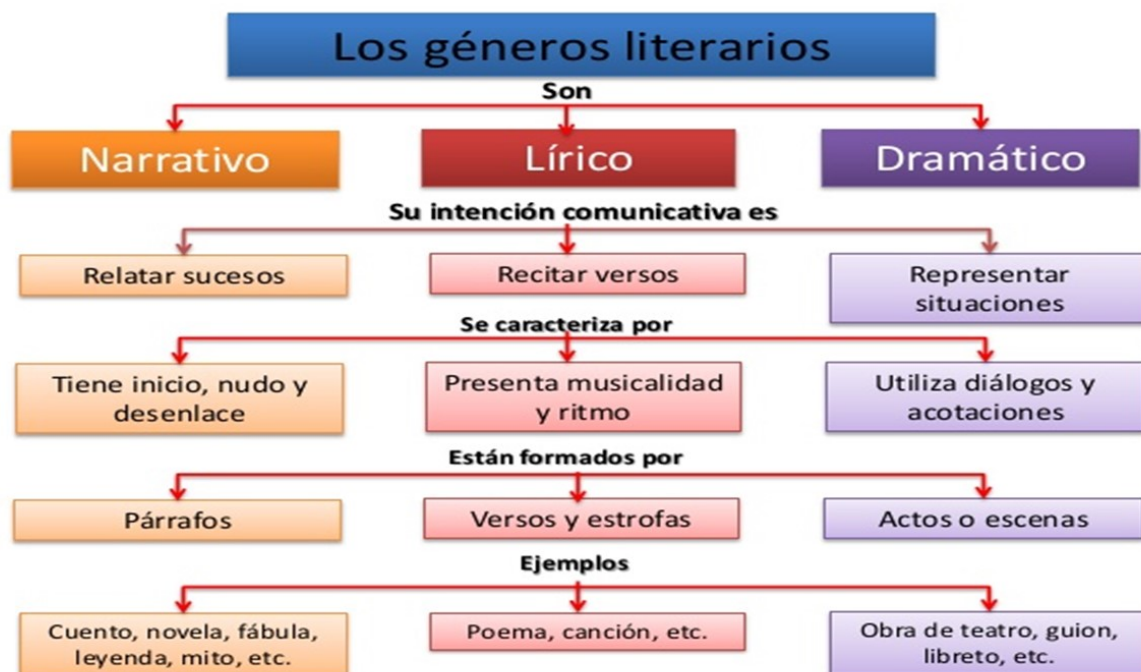 Los géneros literarios
Son
Narrativo
Lírico
Dramático
Su intención comunicativa es
Relatar sucesos
Recitar versos
Representar
situaciones
Se caracteriza por
Tiene inicio, nudo y
desenlace
Presenta musicalidad
y ritmo
Utiliza diálogos y
acotaciones
Están formados por
Párrafos
Versos y estrofas
Actos o escenas
Ejemplos
Cuento, novela, fábula,
leyenda, mito, etc.
Poema, canción, etc.
Obra de teatro, guion,
libreto, etc.